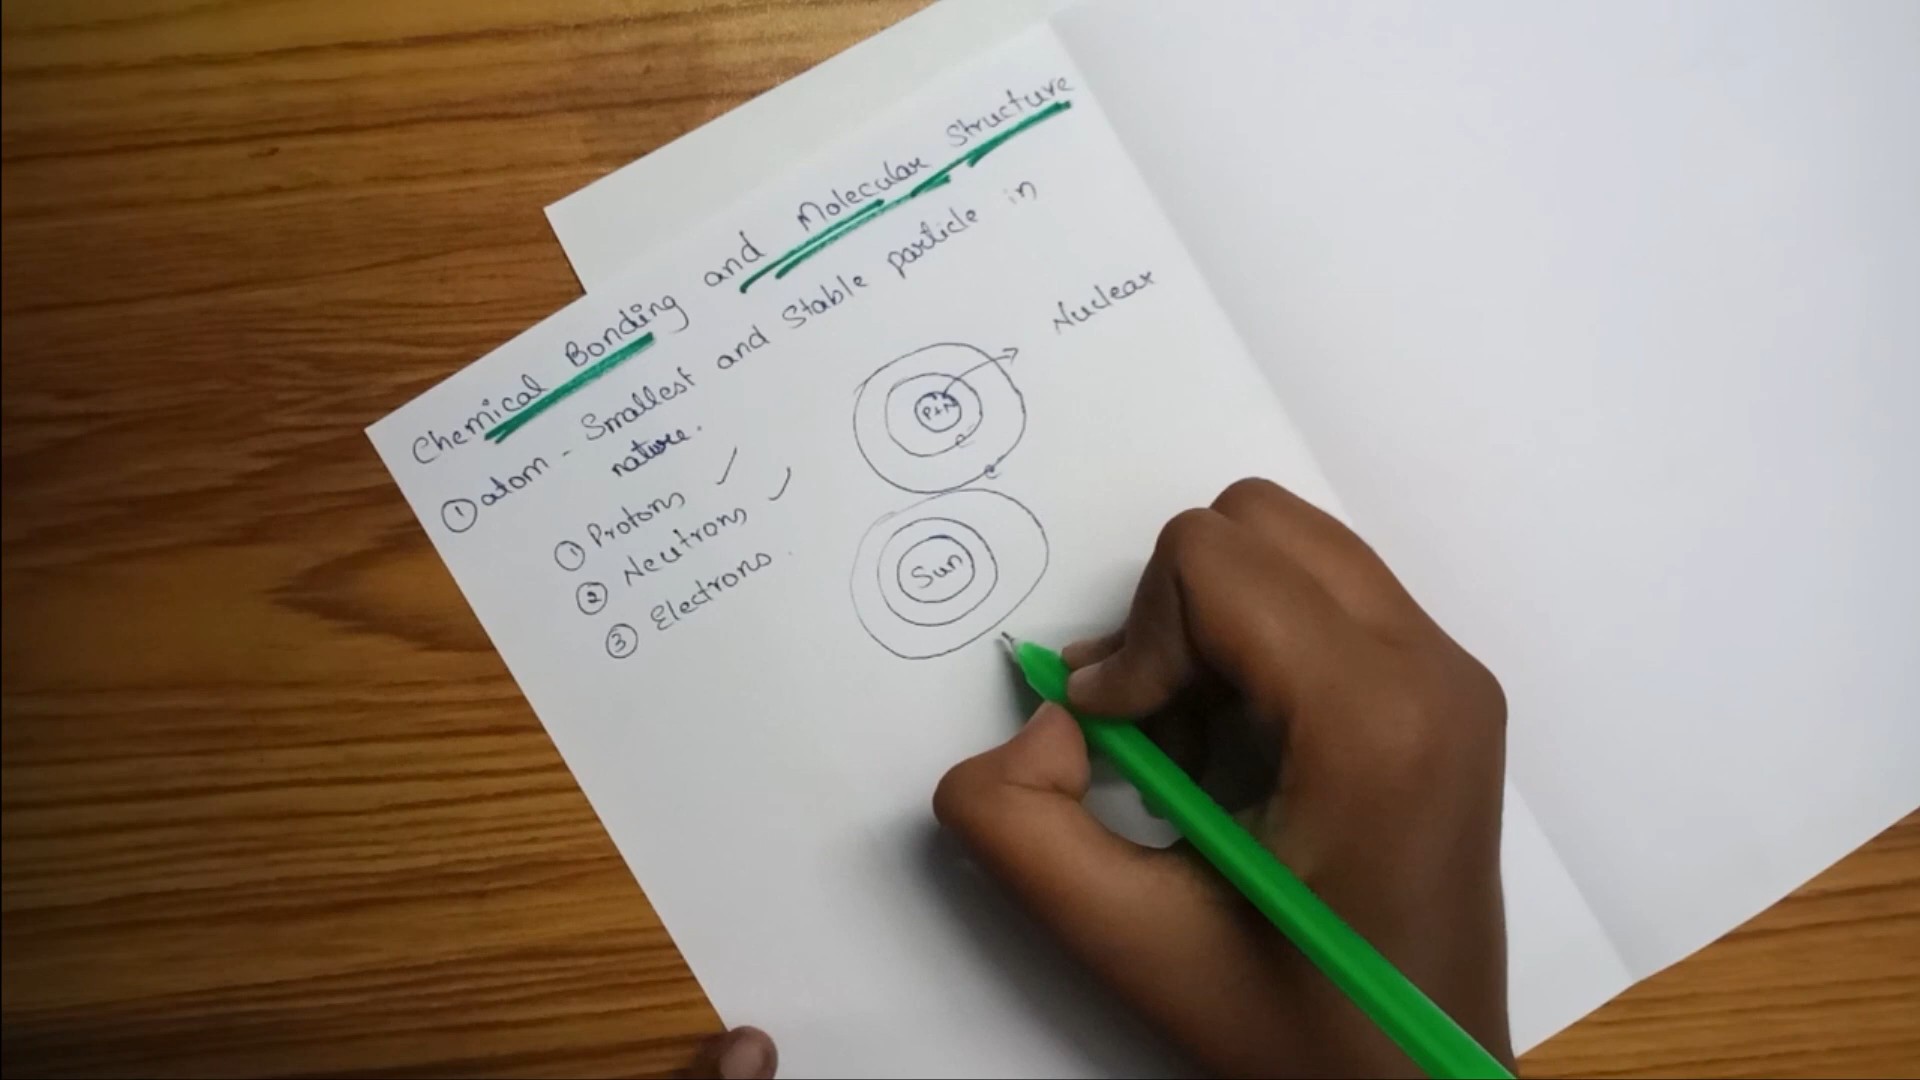 Chemical Bonding and Molecular Structure
① atom - Smallest and Stable particle in
nature.
① Protons ✓
② Neutrons ✓
③ Electrons.
Nuclear
P+N
e-
e
Sun